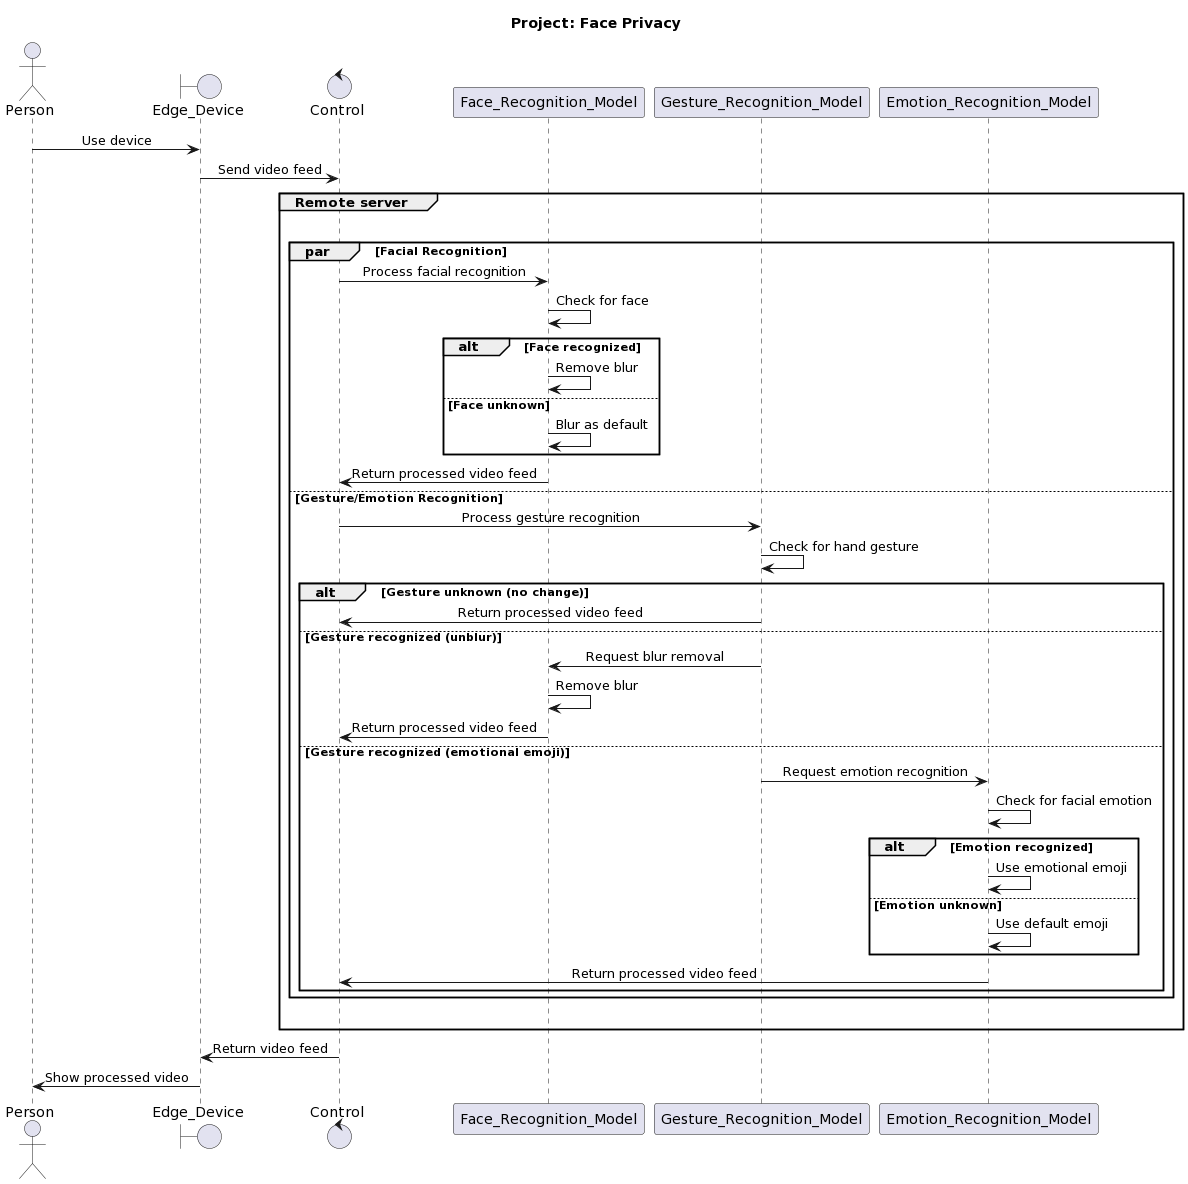 Project: Face Privacy
Person
Edge_Device
Control
Face_Recognition_Model
Gesture_Recognition_Model
Emotion_Recognition_Model
Use device
Send video feed
Remote server
par [Facial Recognition]
Process facial recognition
Check for face
alt [Face recognized]
Remove blur
[Face unknown]
Blur as default
Return processed video feed
[Gesture/Emotion Recognition]
Process gesture recognition
Check for hand gesture
alt [Gesture unknown (no change)]
Return processed video feed
[Gesture recognized (unblur)]
Request blur removal
Remove blur
Return processed video feed
[Gesture recognized (emotional emoji)]
Request emotion recognition
Check for facial emotion
alt [Emotion recognized]
Use emotional emoji
[Emotion unknown]
Use default emoji
Return processed video feed
Return video feed
Show processed video
Person
Edge_Device
Control
Face_Recognition_Model
Gesture_Recognition_Model
Emotion_Recognition_Model